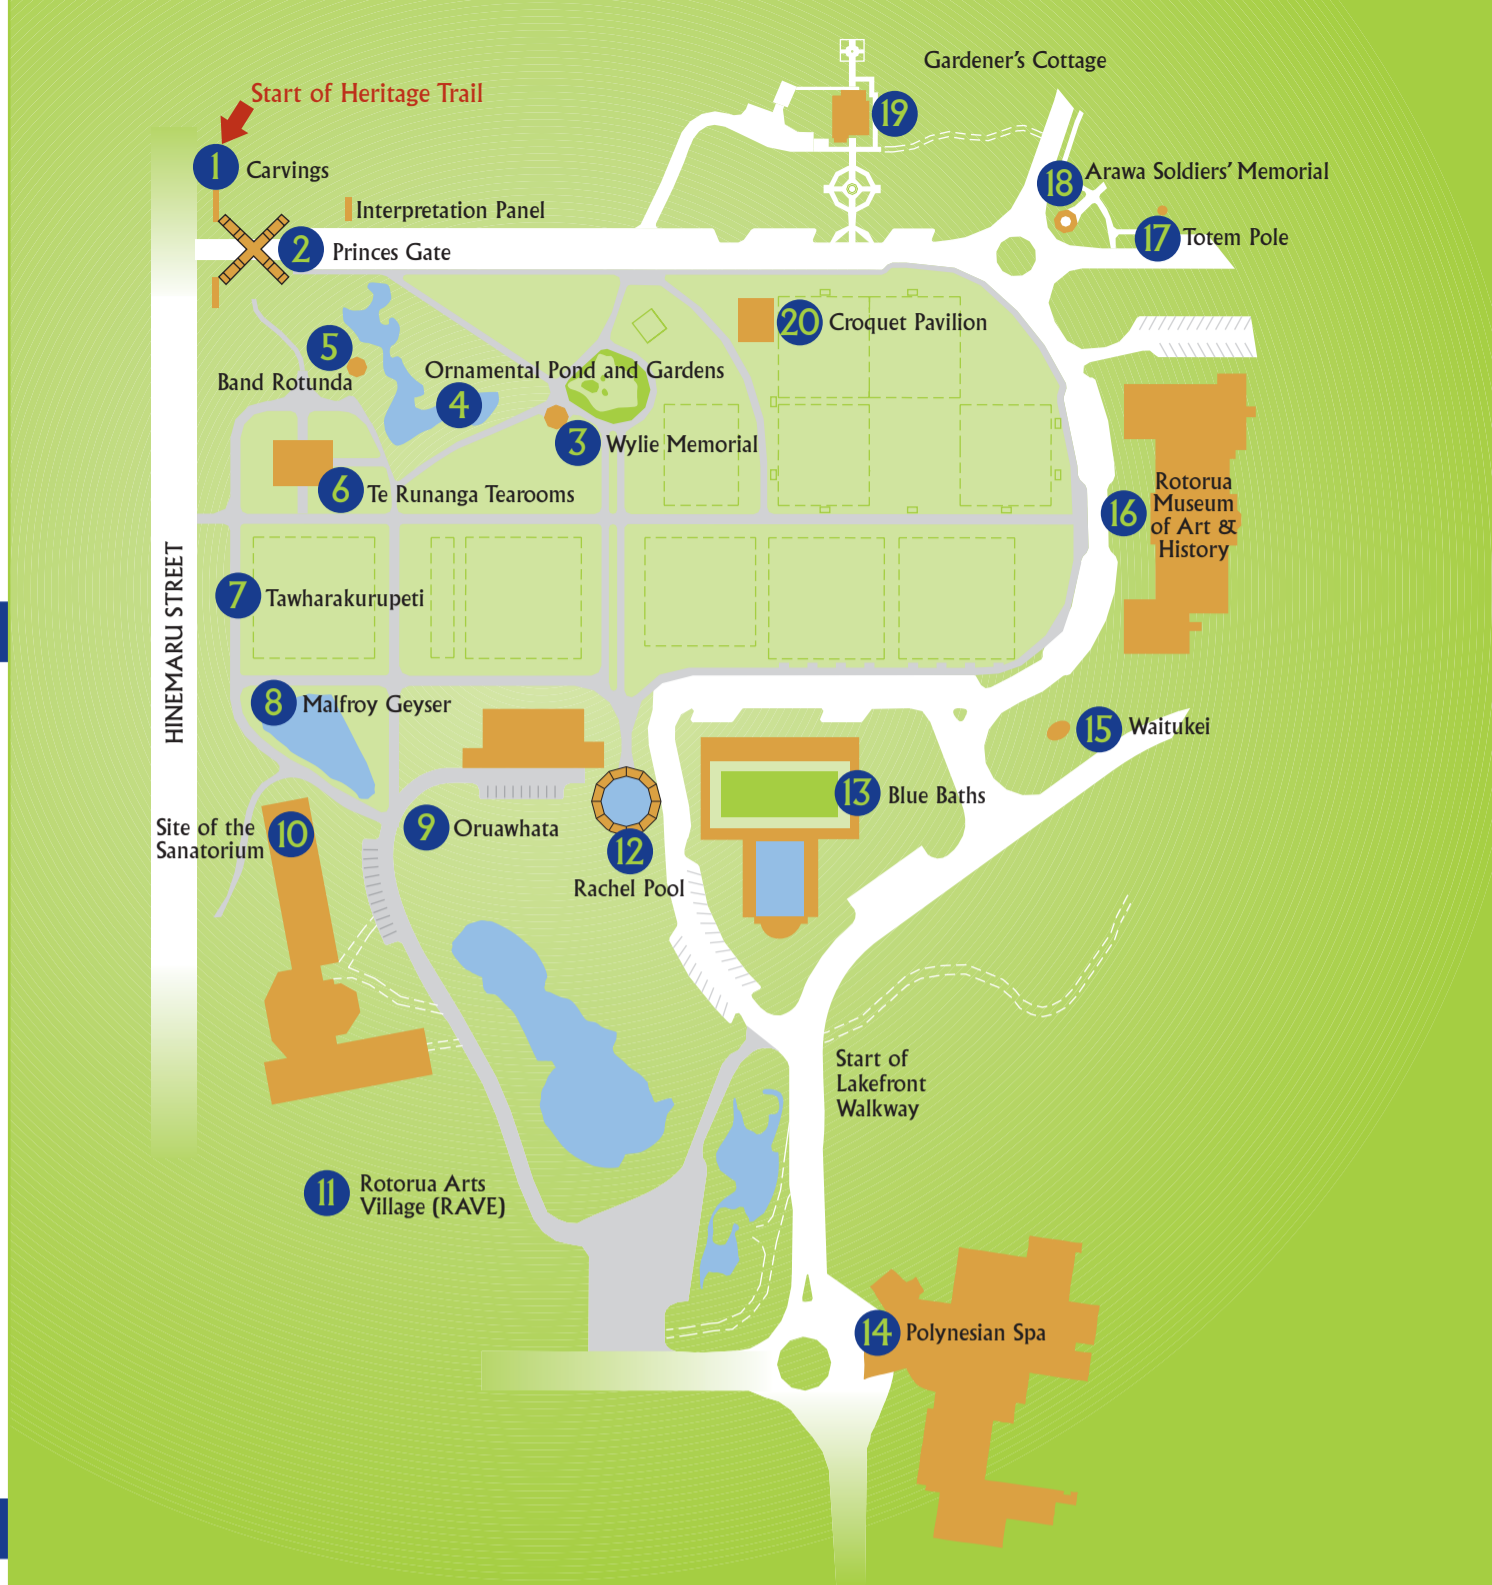 Gardener's Cottage
19
Start of Heritage Trail
1 Carvings
18 Arawa Soldiers' Memorial
Interpretation Panel
17 Totem Pole
2 Princes Gate
20 Croquet Pavilion
5
Band Rotunda
Ornamental Pond and Gardens
4
3 Wylie Memorial
6 Te Runanga Tearooms
16
Rotorua
Museum
of Art &
History
HINEMARU STREET
7 Tawharakurupeti
8 Malfroy Geyser
15 Waitukei
13 Blue Baths
9 Oruawhata
Site of the
Sanatorium
10
12
Rachel Pool
Start of
Lakefront
Walkway
11
Rotorua Arts
Village (RAVE)
14 Polynesian Spa